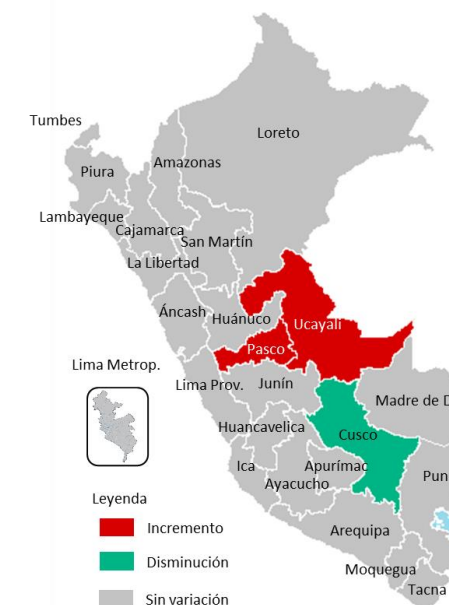 Tumbes
Loreto
Piura
Amazonas
Lambayeque
Cajamarca
San Martín
La Libertad
Áncash
Huánuco
Ucayali
Pasco
Lima Metrop.
Lima Prov.
Junín
Madre de D
Huancavelica
Cusco
Ica
Apurímac
Pun
Ayacucho
Leyenda
Incremento
Arequipa
Disminución
Moquegua
Tacna
Sin variación